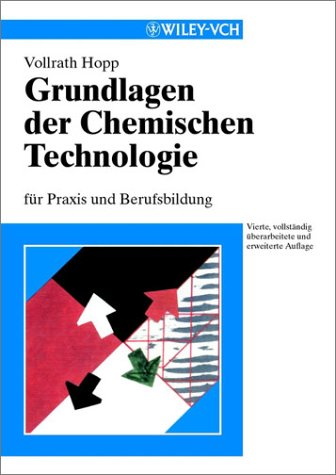 WILEY-VCH
Vollrath Hopp
Grundlagen
der Chemischen
Technologie
für Praxis und Berufsbildung
Vierte, vollständig
überarbeitete und
erweiterte Auflage